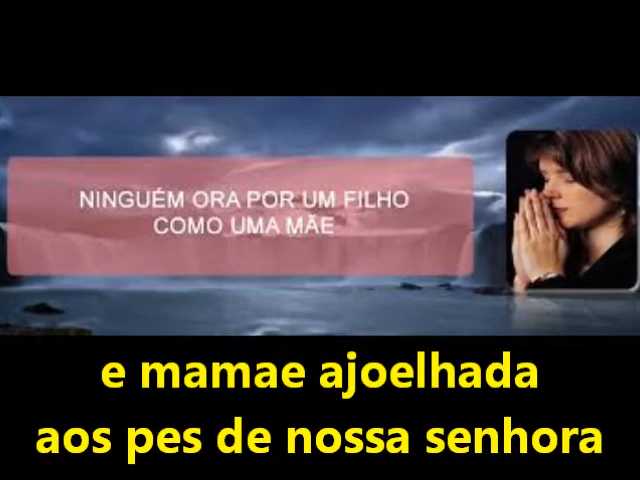 NINGUÉM ORA POR UM FILHO
COMO UMA MÃE
e mamae ajoelhada
aos pes de nossa senhora